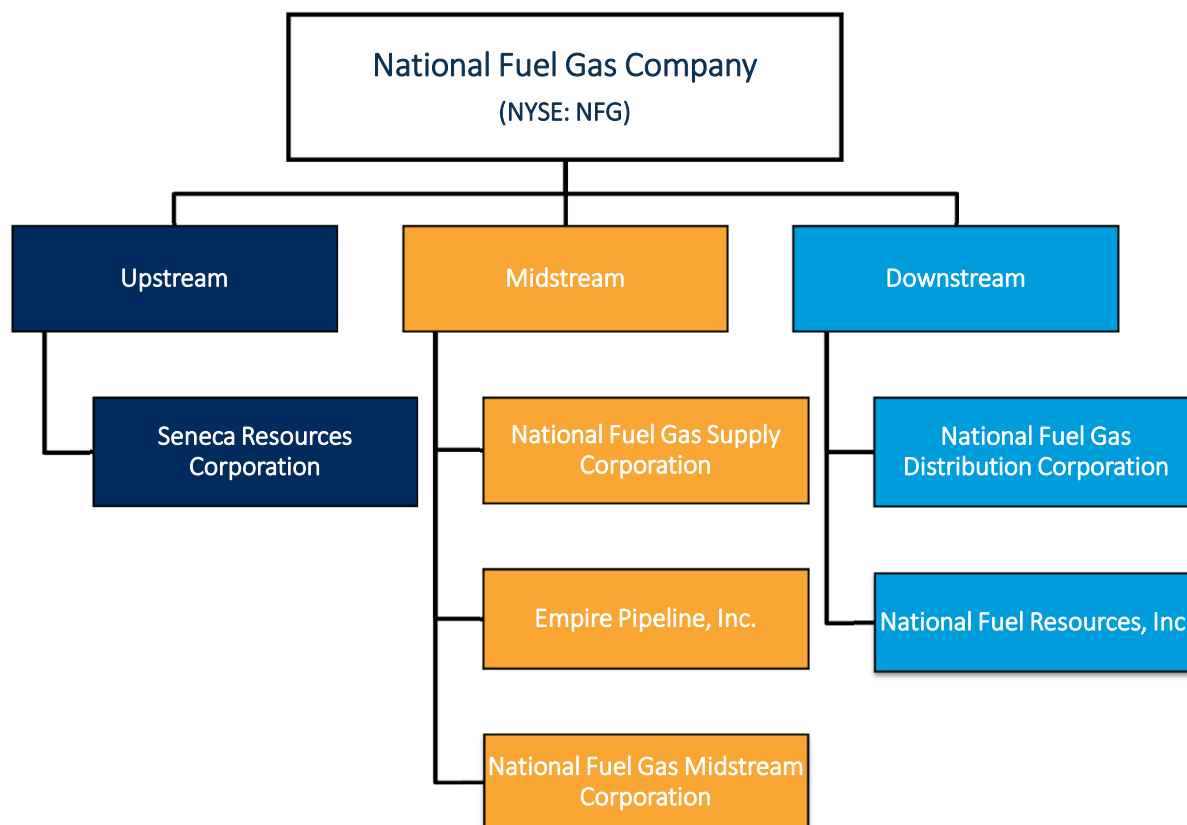 National Fuel Gas Company
(NYSE: NFG)
Upstream
Midstream
Downstream
Seneca Resources
Corporation
National Fuel Gas Supply
Corporation
National Fuel Gas
Distribution Corporation
Empire Pipeline, Inc.
National Fuel Resources, Inc
National Fuel Gas Midstream
Corporation